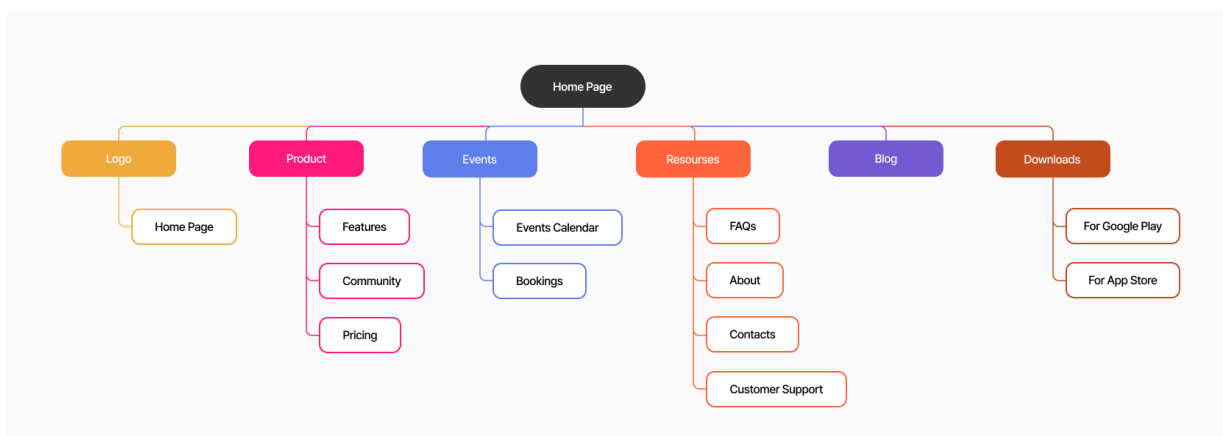 Home Page
Logo
Product
Events
Resourses
Blog
Downloads
Home Page
Features
Events Calendar
FAQs
For Google Play
Community
Bookings
About
For App Store
Pricing
Contacts
Customer Support